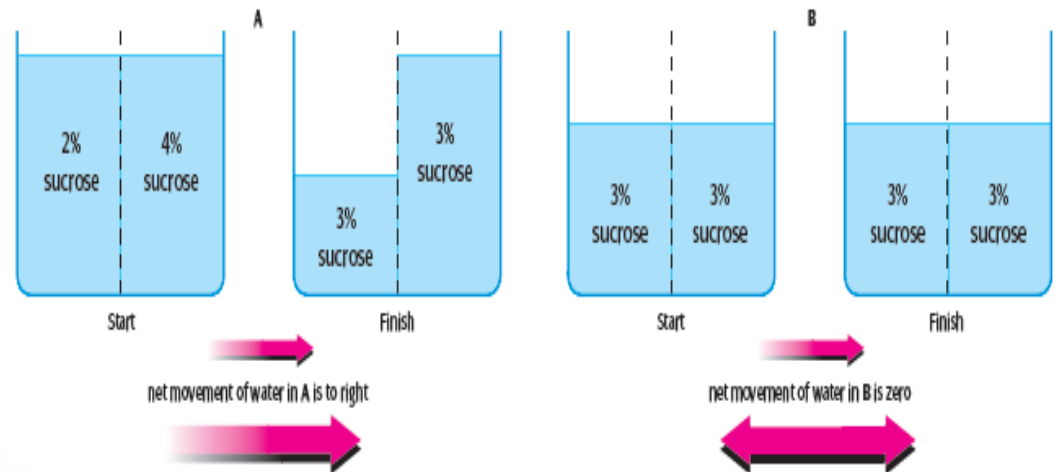 A
2%
sucrose
4%
sucrose
3%
sucrose
3%
sucrose
Start
Finish
net movement of water in A is to right
B
3%
sucrose
3%
sucrose
3%
sucrose
3%
sucrose
Start
Finish
net movement of water in B is zero